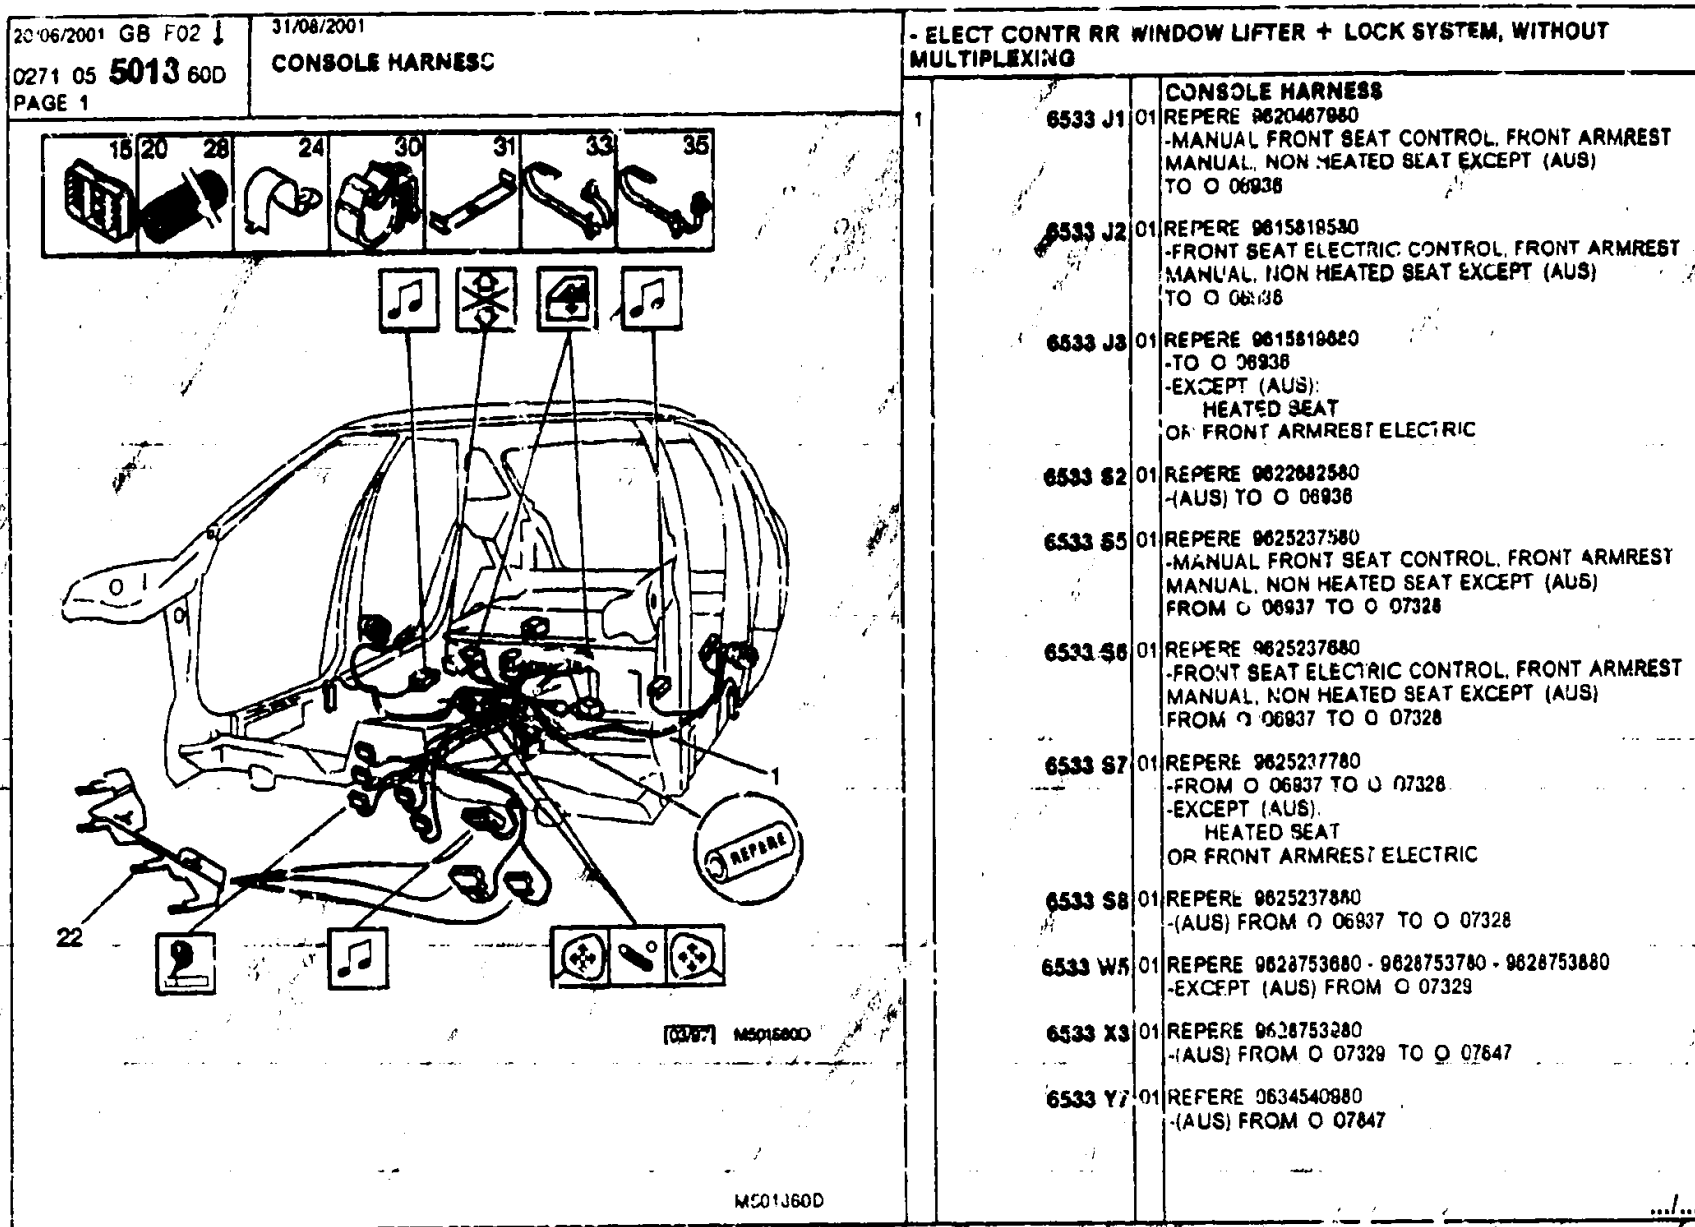 20/06/2001 GB F02
0271 05 5013 60D
PAGE 1
31/08/2001
CONSOLE HARNESS
- ELECT CONTR RR WINDOW LIFTER + LOCK SYSTEM, WITHOUT
MULTIPLEXING
15 20 28 24 30 31 33 35
1
22
REPERE
[03/97]
CONSOLE HARNESS
1 6533 J1 01 REPERE 9620467980
-MANUAL FRONT SEAT CONTROL, FRONT ARMREST
MANUAL, NON HEATED SEAT EXCEPT (AUS)
TO O 06936
6533 J2 01 REPERE 9615819580
-FRONT SEAT ELECTRIC CONTROL, FRONT ARMREST
MANUAL, NON HEATED SEAT EXCEPT (AUS)
TO O 06936
6533 J3 01 REPERE 9615819680
-TO O 06936
-EXCEPT (AUS):
HEATED SEAT
OR FRONT ARMREST ELECTRIC
6533 S2 01 REPERE 9622682580
-(AUS) TO O 06936
6533 S5 01 REPERE 9625237580
-MANUAL FRONT SEAT CONTROL, FRONT ARMREST
MANUAL, NON HEATED SEAT EXCEPT (AUS)
FROM O 06937 TO O 07328
6533 S6 01 REPERE 9625237680
-FRONT SEAT ELECTRIC CONTROL, FRONT ARMREST
MANUAL, NON HEATED SEAT EXCEPT (AUS)
FROM O 06937 TO O 07328
6533 S7 01 REPERE 9625237780
-FROM O 06937 TO O 07328
-EXCEPT (AUS):
HEATED SEAT
OR FRONT ARMREST ELECTRIC
6533 S8 01 REPERE 9625237880
-(AUS) FROM O 06937 TO O 07328
6533 W5 01 REPERE 9628753680 - 9628753780 - 9628753880
-EXCEPT (AUS) FROM O 07329
6533 X3 01 REPERE 9628753280
-(AUS) FROM O 07329 TO O 07647
6533 Y7 01 REPERE 9634540980
-(AUS) FROM O 07647
.../...